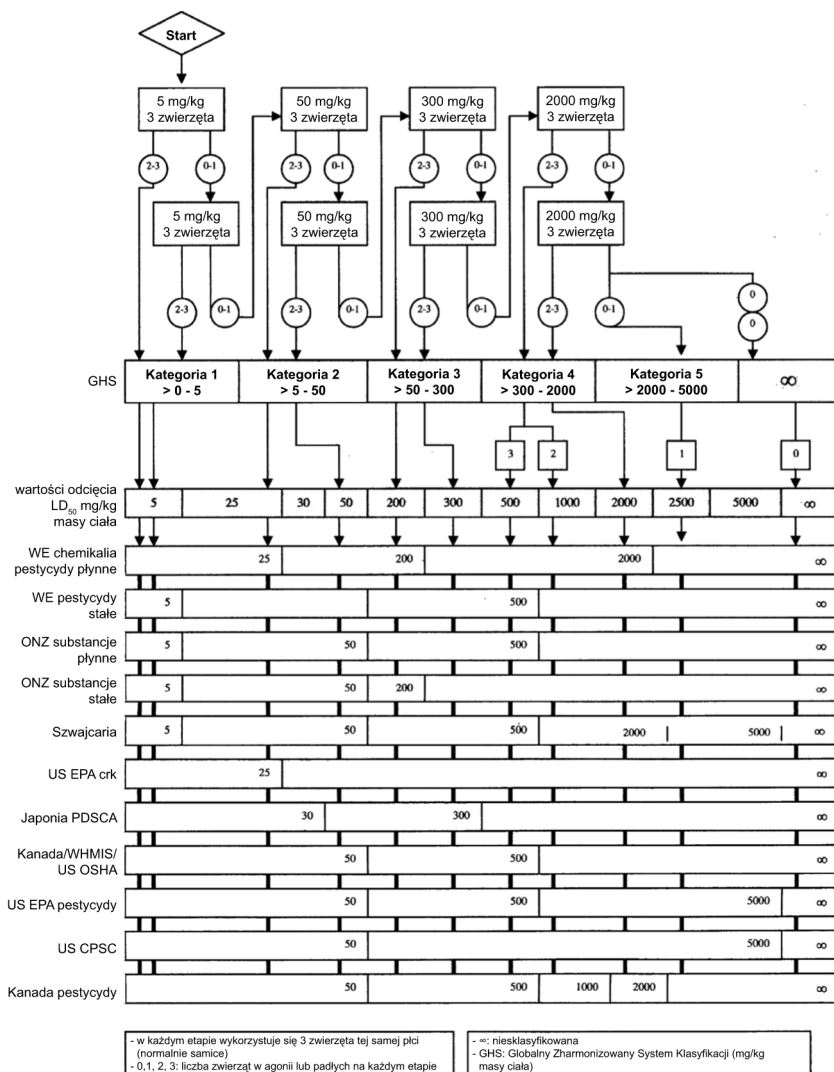 Start
5 mg/kg
3 zwierzęta
50 mg/kg
3 zwierzęta
300 mg/kg
3 zwierzęta
2000 mg/kg
3 zwierzęta
2-3 0-1 2-3 0-1 2-3 0-1 2-3 0-1
5 mg/kg
3 zwierzęta
50 mg/kg
3 zwierzęta
300 mg/kg
3 zwierzęta
2000 mg/kg
3 zwierzęta
0
2-3 0-1 2-3 0-1 2-3 0-1 2-3 0-1 0
GHS
Kategoria 1
> 0 - 5
Kategoria 2
> 5 - 50
Kategoria 3
> 50 - 300
Kategoria 4
> 300 - 2000
Kategoria 5
> 2000 - 5000
∞
3 2 1 0
wartości odcięcia
LD50 mg/kg
masy ciała
5 25 30 50 200 300 500 1000 2000 2500 5000 ∞
WE chemikalia
pestycydy płynne
25 200 2000 ∞
WE pestycydy
stałe
5 500 ∞
ONZ substancje
płynne
5 50 500 ∞
ONZ substancje
stałe
5 50 200 ∞
Szwajcaria
5 50 500 2000 5000 ∞
US EPA crk
25 ∞
Japonia PDSCA
30 300 ∞
Kanada/WHMIS/
US OSHA
50 500 ∞
US EPA pestycydy
50 500 5000 ∞
US CPSC
50 5000 ∞
Kanada pestycydy
50 500 1000 2000 ∞
- w każdym etapie wykorzystuje się 3 zwierzęta tej samej płci
(normalnie samice)
- 0,1, 2, 3: liczba zwierząt w agonii lub padłych na każdym etapie
- ∞: niesklasyfikowana
- GHS: Globalny Zharmonizowany System Klasyfikacji (mg/kg
masy ciała)